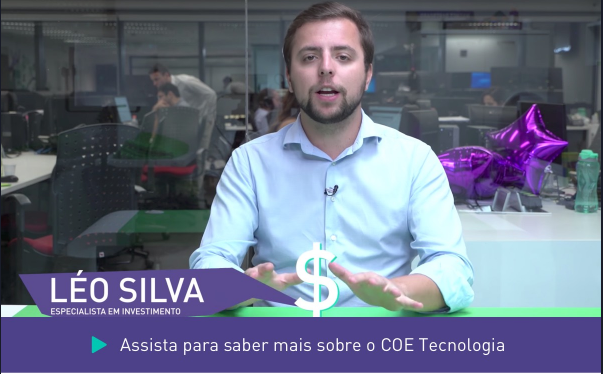 LÉO SILVA
ESPECIALISTA EM INVESTIMENTO
$
Assista para saber mais sobre o COE Tecnologia